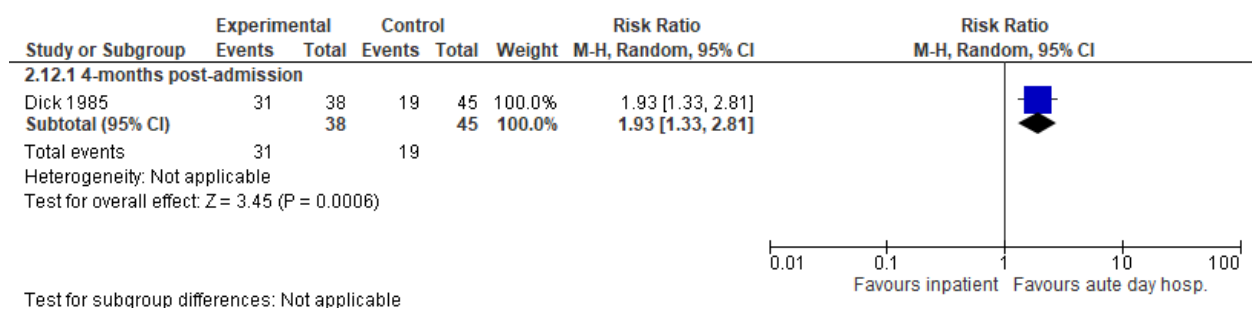 Experimental Control Risk Ratio Risk Ratio
Study or Subgroup Events Total Events Total Weight M-H, Random, 95% CI M-H, Random, 95% CI
2.12.1 4-months post-admission
Dick 1985 31 38 19 45 100.0% 1.93 [1.33, 2.81]
Subtotal (95% CI) 38 45 100.0% 1.93 [1.33, 2.81]
Total events 31 19
Heterogeneity: Not applicable
Test for overall effect: Z = 3.45 (P = 0.0006)
0.01 0.1 1 10 100
Favours inpatient Favours aute day hosp.
Test for subgroup differences: Not applicable